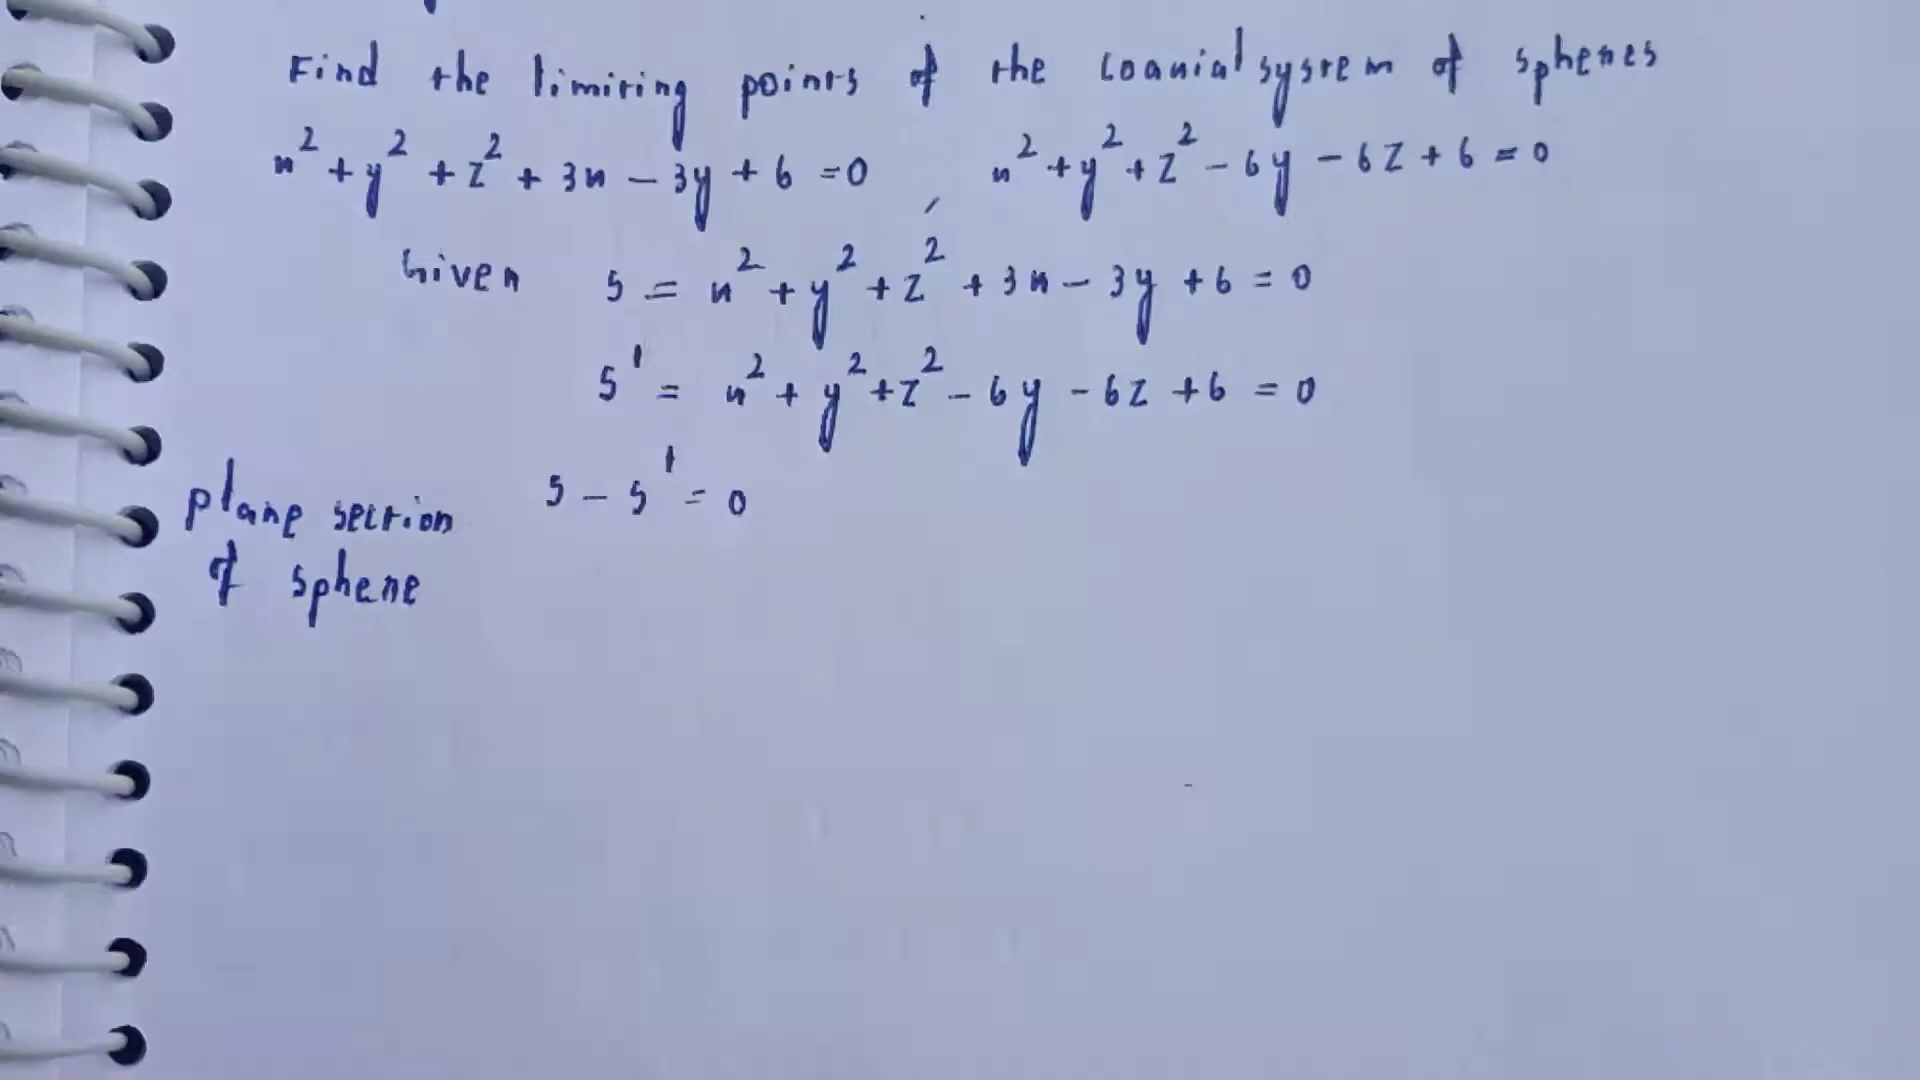 Find the limiting points of the coaxial system of spheres
x² + y² + z² + 3x − 3y + 6 = 0 , x² + y² + z² − 6y − 6z + 6 = 0
Given S = x² + y² + z² + 3x − 3y + 6 = 0
S' = x² + y² + z² − 6y − 6z + 6 = 0
plane section S − S' = 0
of sphere